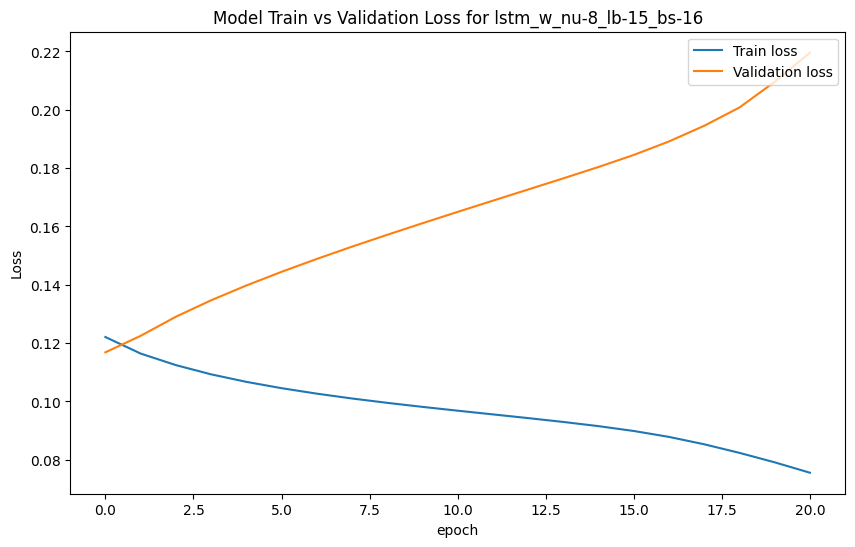 Model Train vs Validation Loss for lstm_w_nu-8_lb-15_bs-16
Train loss
Validation loss
0.22
0.20
0.18
0.16
0.14
0.12
0.10
0.08
Loss
0.0 2.5 5.0 7.5 10.0 12.5 15.0 17.5 20.0
epoch